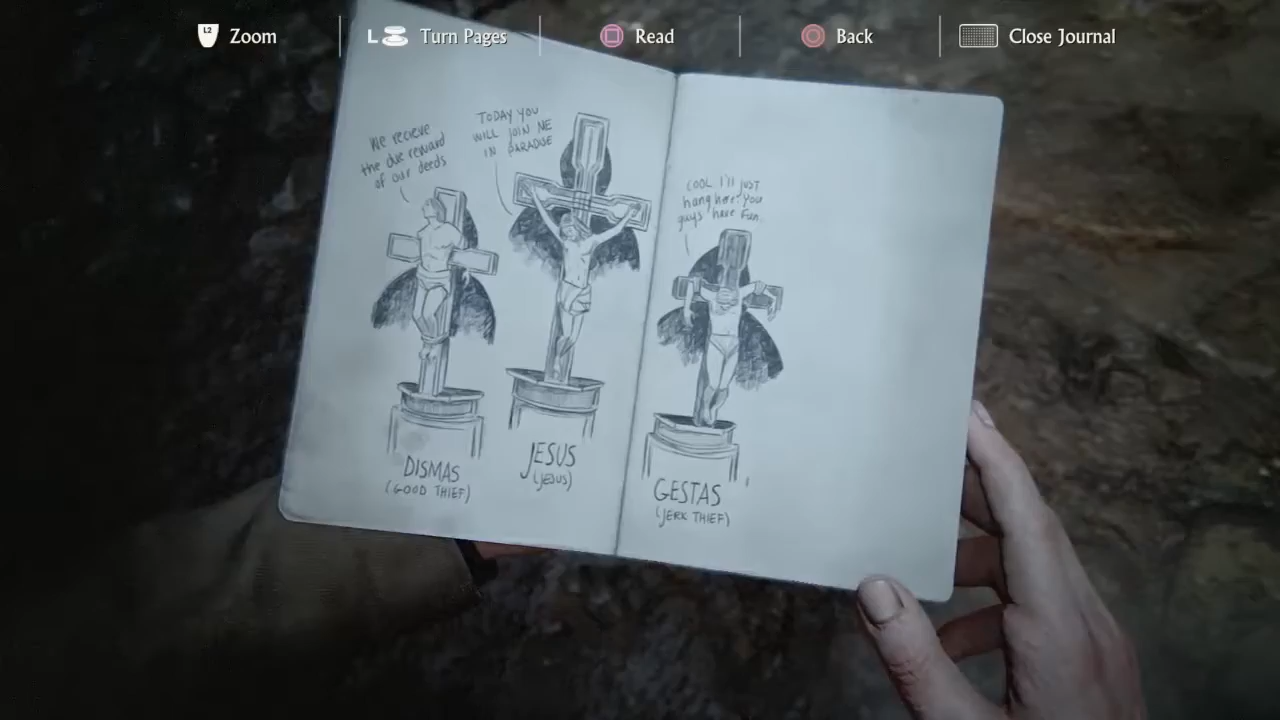 L2 Zoom
L Turn Pages
Read
Back
Close Journal
We recieve
the due reward
of our deeds
TODAY YOU
WILL JOIN ME
IN PARADISE
COOL. I'll JUST
hang here. You
guys have fun.
DISMAS
(GOOD THIEF)
JESUS
(JESUS)
GESTAS
(JERK THIEF)